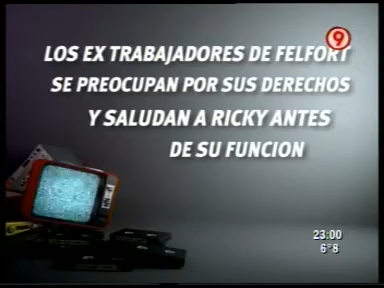 LOS EX TRABAJADORES DE FELFORT
SE PREOCUPAN POR SUS DERECHOS
Y SALUDAN A RICKY ANTES
DE SU FUNCION
9
23:00
6°8